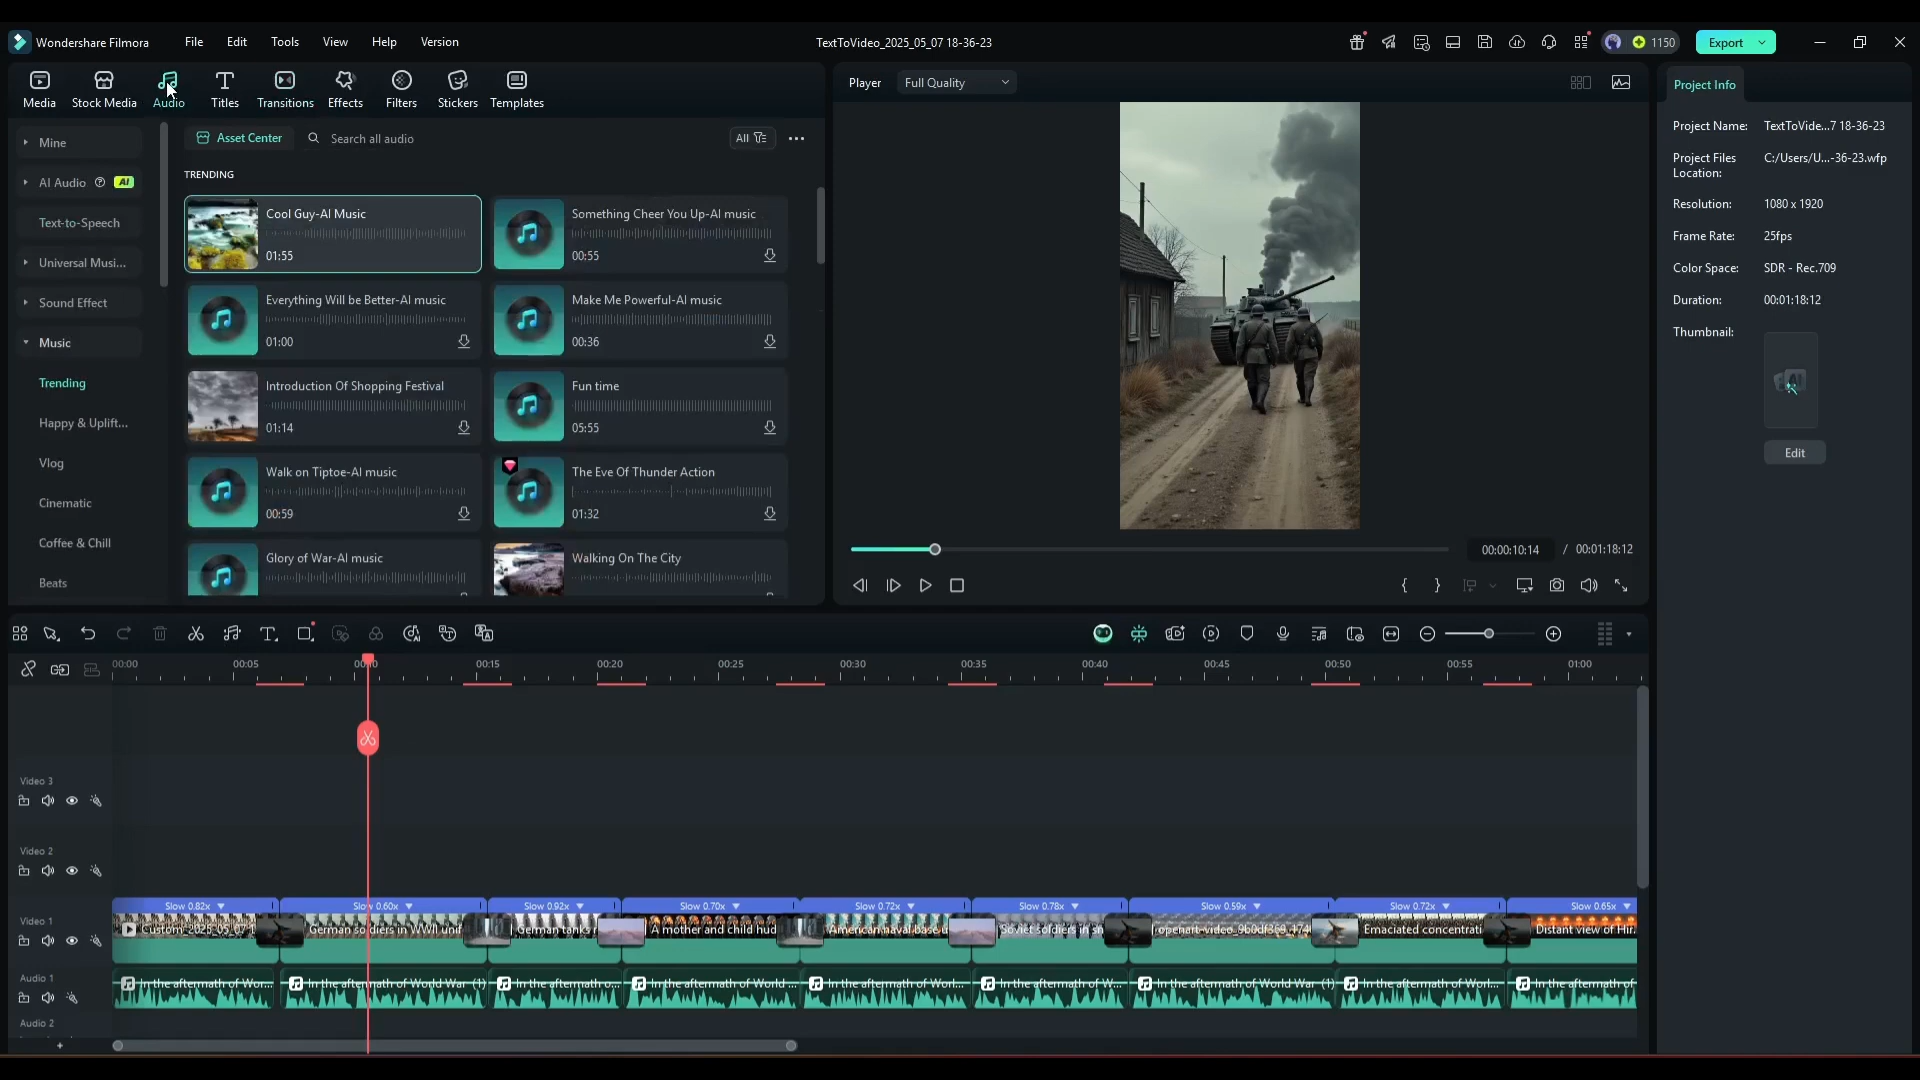 Wondershare Filmora
File Edit Tools View Help Version
TextToVideo_2025_05_07 18-36-23
1150
Export
Media Stock Media Audio Titles Transitions Effects Filters Stickers Templates
Player Full Quality
Project Info
Mine
AI Audio AI
Text-to-Speech
Universal Musi...
Sound Effect
Music
Trending
Happy & Uplift...
Vlog
Cinematic
Coffee & Chill
Beats
Asset Center Search all audio All
TRENDING
Cool Guy-AI Music
01:55
Something Cheer You Up-AI music
00:55
Everything Will be Better-AI music
01:00
Make Me Powerful-AI music
00:36
Introduction Of Shopping Festival
01:14
Fun time
05:55
Walk on Tiptoe-AI music
00:59
The Eve Of Thunder Action
01:32
Glory of War-AI music
Walking On The City
00:00:10:14 / 00:01:18:12
Project Name: TextToVide...7 18-36-23
Project Files Location: C:/Users/U...-36-23.wfp
Resolution: 1080 x 1920
Frame Rate: 25fps
Color Space: SDR - Rec.709
Duration: 00:01:18:12
Thumbnail:
AI
Edit
00:00 00:05 00:10 00:15 00:20 00:25 00:30 00:35 00:40 00:45 00:50 00:55 01:00
Video 3
Video 2
Slow 0.82x Slow 0.60x Slow 0.92x Slow 0.70x Slow 0.72x Slow 0.78x Slow 0.59x Slow 0.72x Slow 0.65x
Video 1
Custom_2025_05_07 1 German soldiers in WWII unif German tanks r A mother and child hud American naval base u Soviet soldiers in sn openart-video_9b0df369_174 Emaciated concentrati Distant view of Hir
Audio 1
In the aftermath of Wor... In the aftermath of World War (1) In the aftermath o... In the aftermath of World ... In the aftermath of Worl... In the aftermath of W... In the aftermath of World War (1) In the aftermath of Worl... In the aftermath of
Audio 2